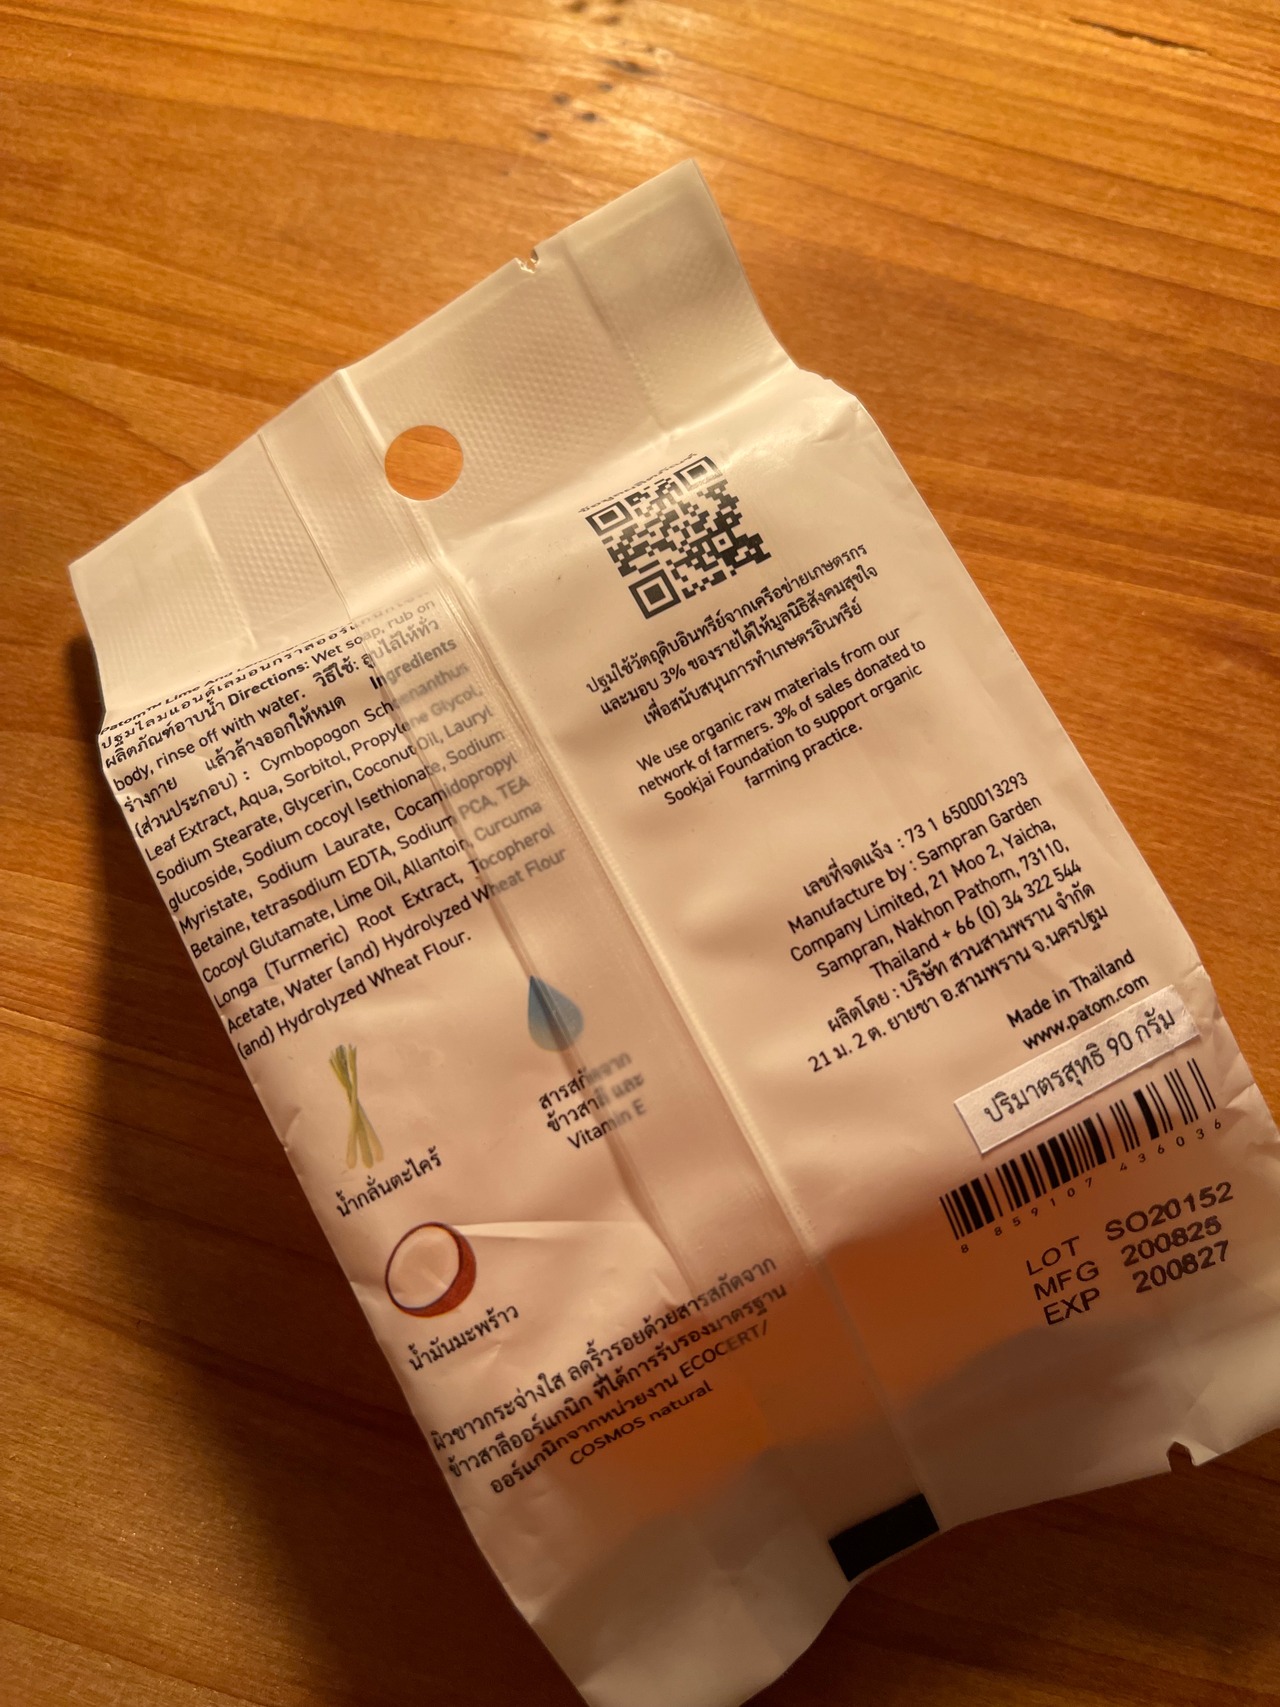 Patom™ Lime And
ปฐมไลมแอนด์เลมอนกราสออร์แกนิกโซป
ผลิตภัณฑ์อาบน้ำ Directions: Wet soap, rub on
body, rinse off with water. วิธีใช้: ลูบไล้ให้ทั่ว
ร่างกาย แล้วล้างออกให้หมด Ingredients
(ส่วนประกอบ) : Cymbopogon Schoenanthus
Leaf Extract, Aqua, Sorbitol, Propylene Glycol,
Sodium Stearate, Glycerin, Coconut Oil, Lauryl
glucoside, Sodium cocoyl Isethionate, Sodium
Myristate, Sodium Laurate, Cocamidopropyl
Betaine, tetrasodium EDTA, Sodium PCA, TEA
Cocoyl Glutamate, Lime Oil, Allantoin, Curcuma
Longa (Turmeric) Root Extract, Tocopherol
Acetate, Water (and) Hydrolyzed Wheat Flour
(and) Hydrolyzed Wheat Flour.
น้ำกลั่นตะไคร้
สารสกัดจาก
ข้าวสาลี และ
Vitamin E
น้ำมันมะพร้าว
ผิวขาวกระจ่างใส ลดริ้วรอยด้วยสารสกัดจาก
ข้าวสาลีออร์แกนิก ที่ได้การรับรองมาตรฐาน
ออร์แกนิกจากหน่วยงาน ECOCERT/
COSMOS natural
ปฐมใช้วัตถุดิบอินทรีย์จากเครือข่ายเกษตรกร
และมอบ 3% ของรายได้ให้มูลนิธิสังคมสุขใจ
เพื่อสนับสนุนการทำเกษตรอินทรีย์
We use organic raw materials from our
network of farmers. 3% of sales donated to
Sookjai Foundation to support organic
farming practice.
เลขที่จดแจ้ง : 73 1 6500013293
Manufacture by : Sampran Garden
Company Limited, 21 Moo 2, Yaicha,
Sampran, Nakhon Pathom, 73110,
Thailand + 66 (0) 34 322 544
ผลิตโดย : บริษัท สวนสามพราน จำกัด
21 ม. 2 ต. ยายชา อ.สามพราน จ.นครปฐม
Made in Thailand
www.patom.com
ปริมาตรสุทธิ 90 กรัม
8 859107 436036
LOT SO20152
MFG 200825
EXP 200827